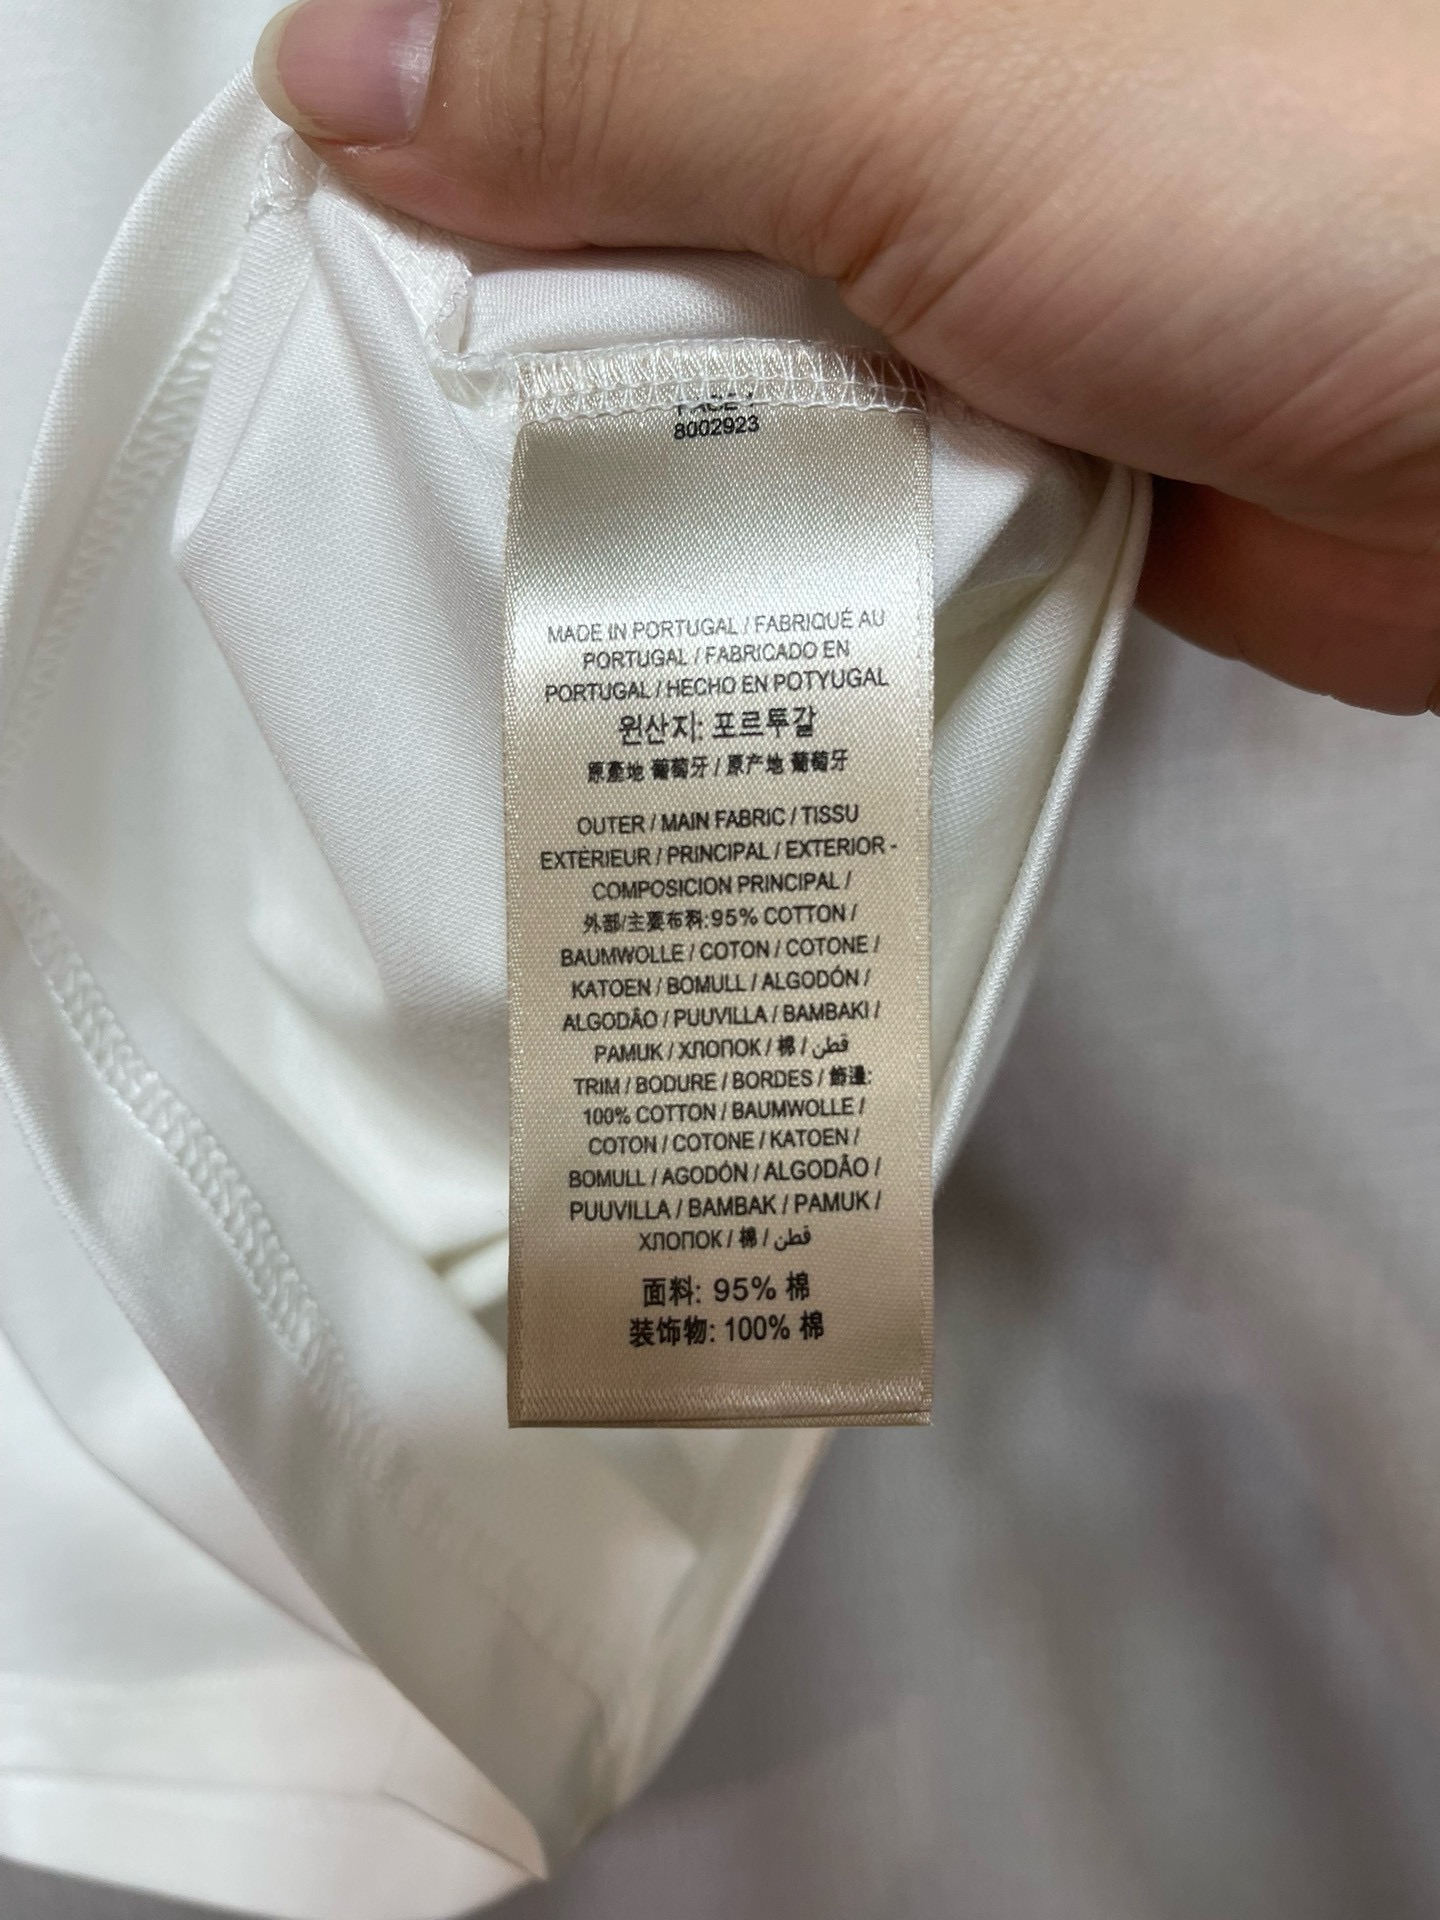 8002923
MADE IN PORTUGAL / FABRIQUÉ AU
PORTUGAL / FABRICADO EN
PORTUGAL / HECHO EN POTYUGAL
원산지: 포르투갈
原產地 葡萄牙 / 原产地 葡萄牙
OUTER / MAIN FABRIC / TISSU
EXTÉRIEUR / PRINCIPAL / EXTERIOR -
COMPOSICION PRINCIPAL /
外部/主要布料:95% COTTON /
BAUMWOLLE / COTON / COTONE /
KATOEN / BOMULL / ALGODÓN /
ALGODÃO / PUUVILLA / BAMBAKI /
PAMUK / ХЛОПОК / 棉 / قطن
TRIM / BODURE / BORDES / 飾邊:
100% COTTON / BAUMWOLLE /
COTON / COTONE / KATOEN /
BOMULL / AGODÓN / ALGODÃO /
PUUVILLA / BAMBAK / PAMUK /
ХЛОПОК / 棉 / قطن
面料: 95% 棉
装饰物: 100% 棉